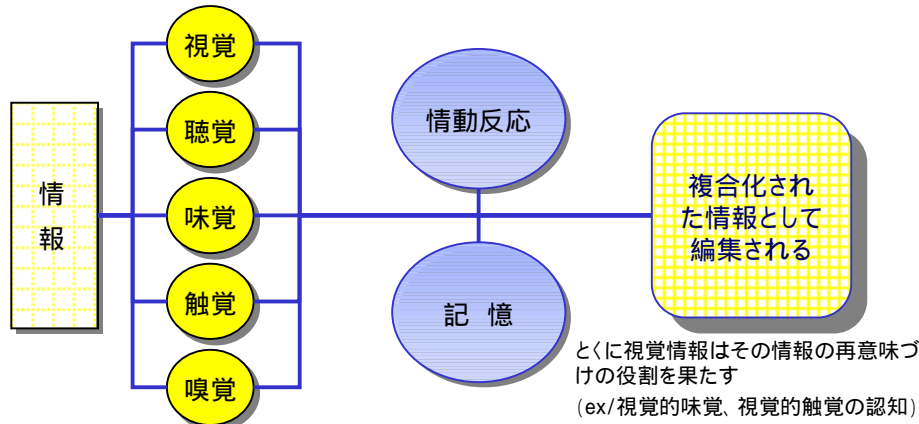 情
報
視覚
聴覚
味覚
触覚
嗅覚
情動反応
記 憶
複合化され
た情報として
編集される
とくに視覚情報はその情報の再意味づ
けの役割を果たす
(ex/視覚的味覚、視覚的触覚の認知)